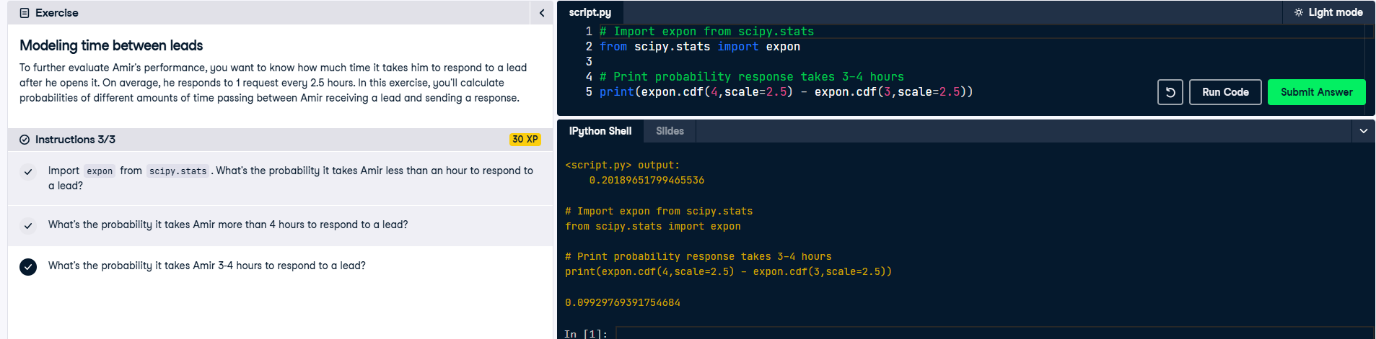 Exercise
Modeling time between leads
To further evaluate Amir's performance, you want to know how much time it takes him to respond to a lead
after he opens it. On average, he responds to 1 request every 2.5 hours. In this exercise, you'll calculate
probabilities of different amounts of time passing between Amir receiving a lead and sending a response.
Instructions 3/3
30 XP
Import expon from scipy.stats. What's the probability it takes Amir less than an hour to respond to
a lead?
What's the probability it takes Amir more than 4 hours to respond to a lead?
What's the probability it takes Amir 3-4 hours to respond to a lead?
script.py
Light mode
1 # Import expon from scipy.stats
2 from scipy.stats import expon
3
4 # Print probability response takes 3-4 hours
5 print(expon.cdf(4,scale=2.5) - expon.cdf(3,scale=2.5))
Run Code
Submit Answer
IPython Shell
Slides
<script.py> output:
0.20189651799465536
# Import expon from scipy.stats
from scipy.stats import expon
# Print probability response takes 3-4 hours
print(expon.cdf(4,scale=2.5) - expon.cdf(3,scale=2.5))
0.09929769391754684
In [1]: